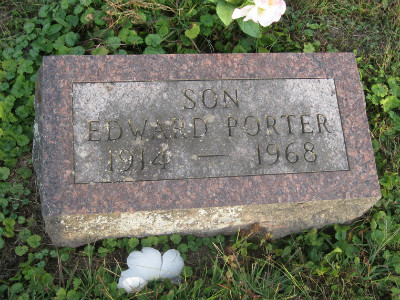 SON
EDWARD PORTER
1914 — 1968